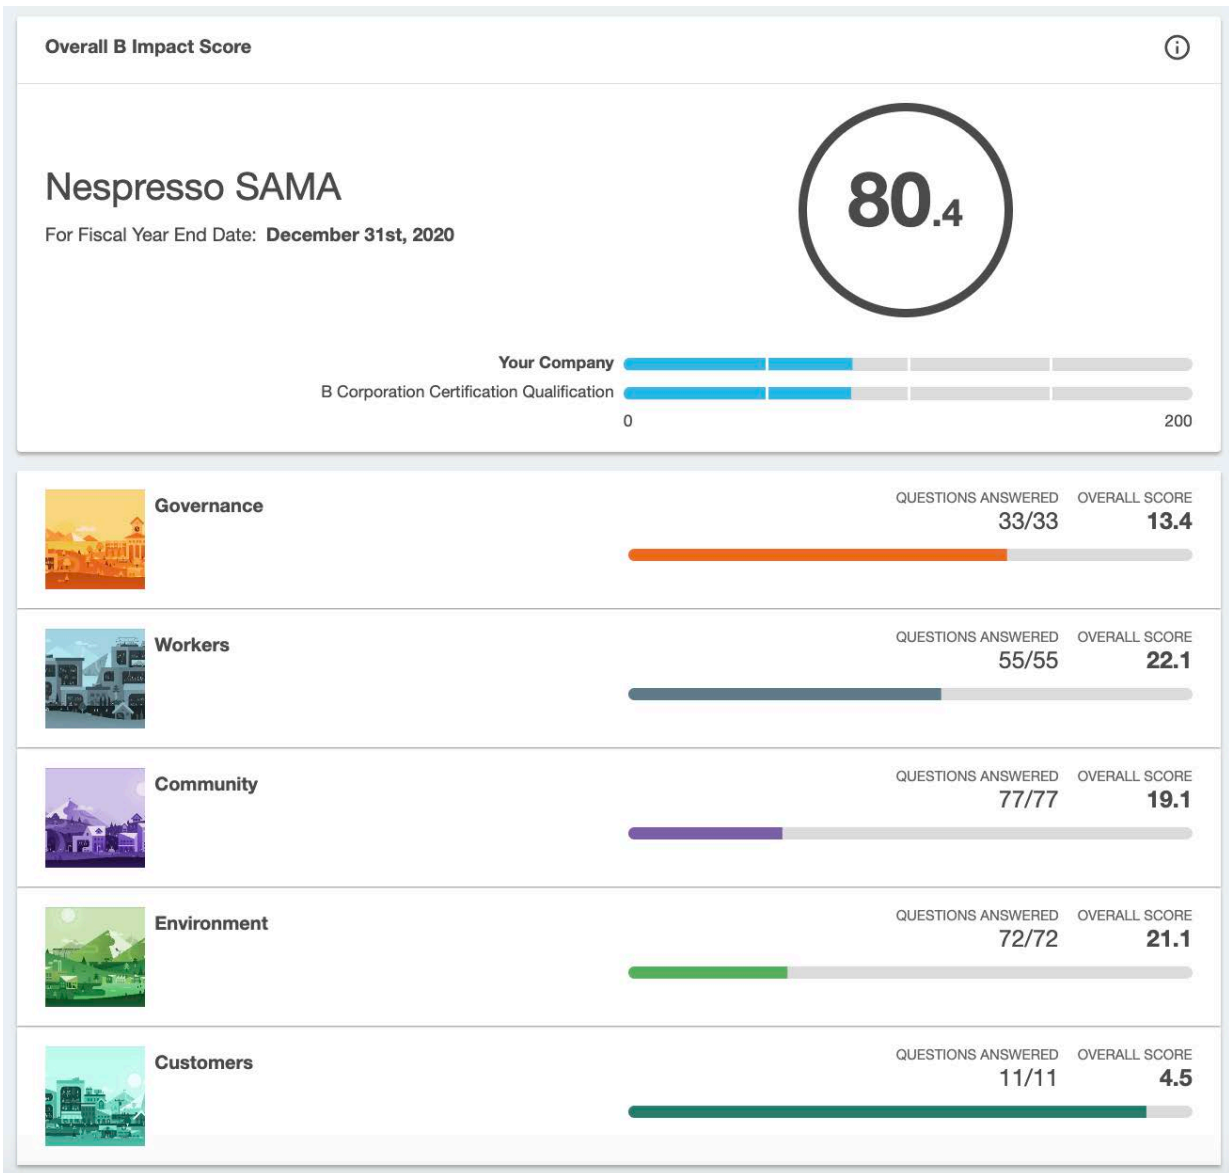 Overall B Impact Score
Nespresso SAMA
80.4
For Fiscal Year End Date: December 31st, 2020
Your Company
B Corporation Certification Qualification
0 200
Governance
QUESTIONS ANSWERED OVERALL SCORE
33/33 13.4
Workers
QUESTIONS ANSWERED OVERALL SCORE
55/55 22.1
Community
QUESTIONS ANSWERED OVERALL SCORE
77/77 19.1
Environment
QUESTIONS ANSWERED OVERALL SCORE
72/72 21.1
Customers
QUESTIONS ANSWERED OVERALL SCORE
11/11 4.5